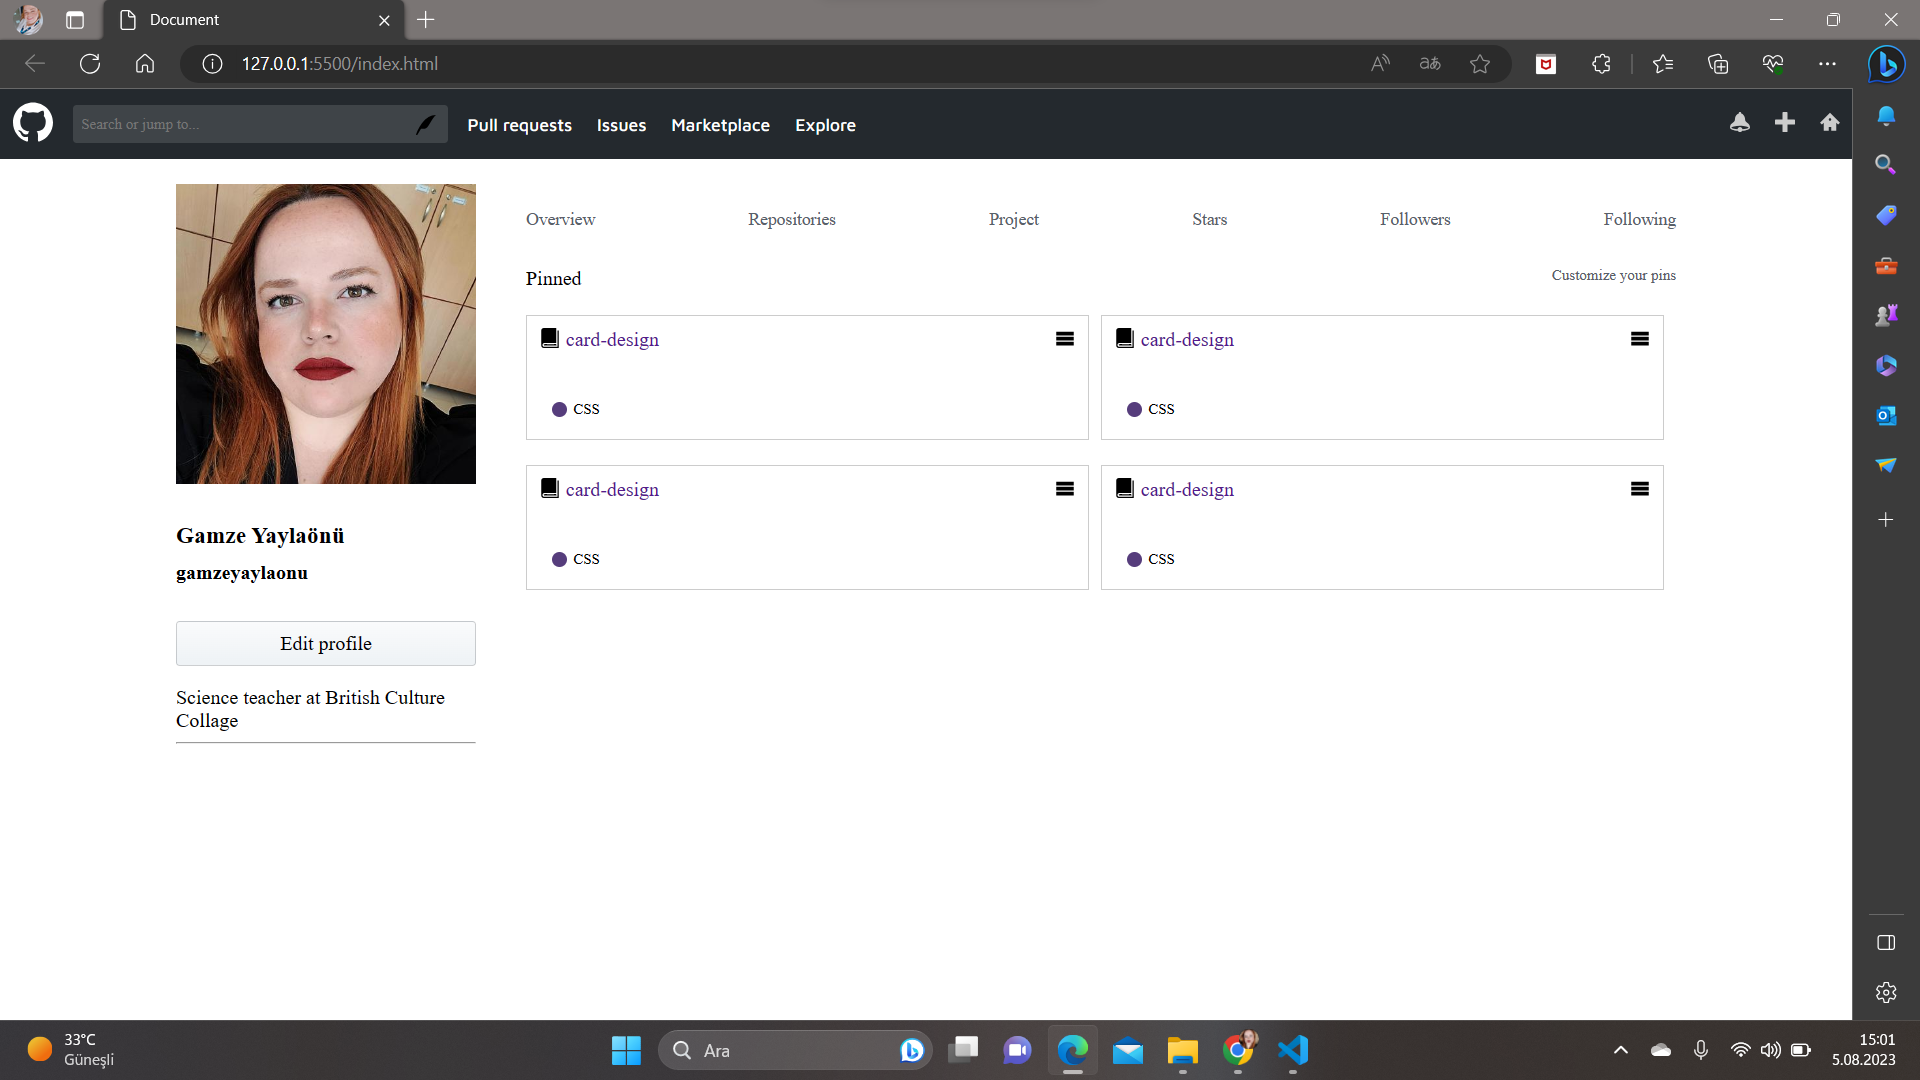 Document
127.0.0.1:5500/index.html
Search or jump to...
Pull requests Issues Marketplace Explore
Overview Repositories Project Stars Followers Following
Pinned Customize your pins
card-design card-design
CSS CSS
card-design card-design
CSS CSS
Gamze Yaylaönü
gamzeyaylaonu
Edit profile
Science teacher at British Culture
Collage
33°C
Güneşli
Ara
15:01
5.08.2023